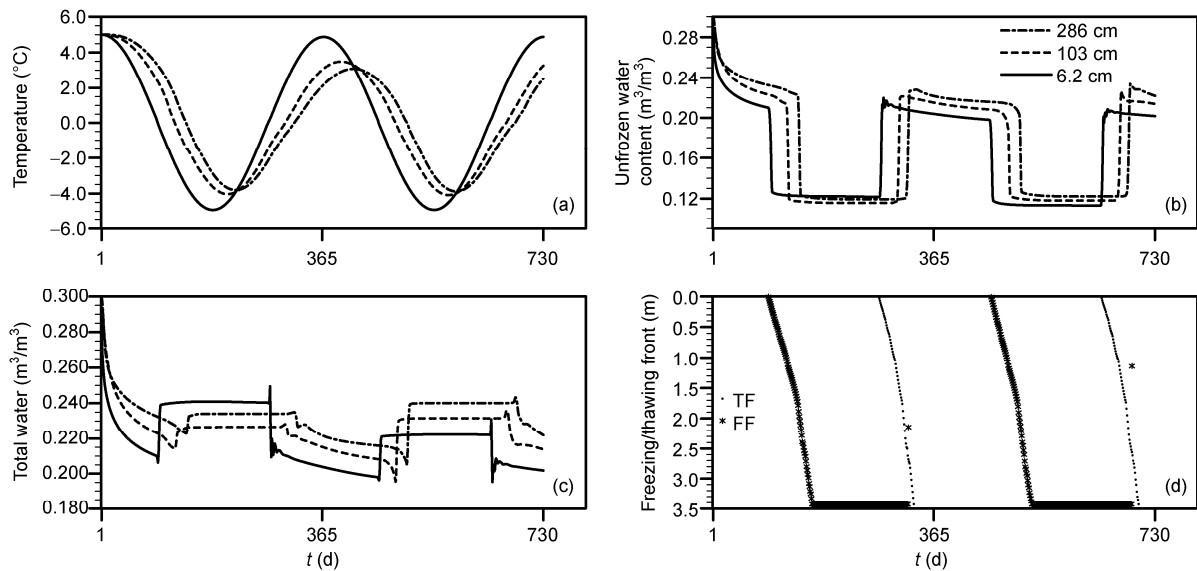 Temperature (°C)
6.0
4.0
2.0
0.0
−2.0
−4.0
−6.0
(a)
1
365
730
Unfrozen water
content (m³/m³)
0.28
0.24
0.20
0.16
0.12
286 cm
103 cm
6.2 cm
(b)
1
365
730
Total water (m³/m³)
0.300
0.280
0.260
0.240
0.220
0.200
0.180
(c)
1
365
730
t (d)
Freezing/thawing front (m)
0.0
0.5
1.0
1.5
2.0
2.5
3.0
3.5
TF
FF
(d)
1
365
730
t (d)